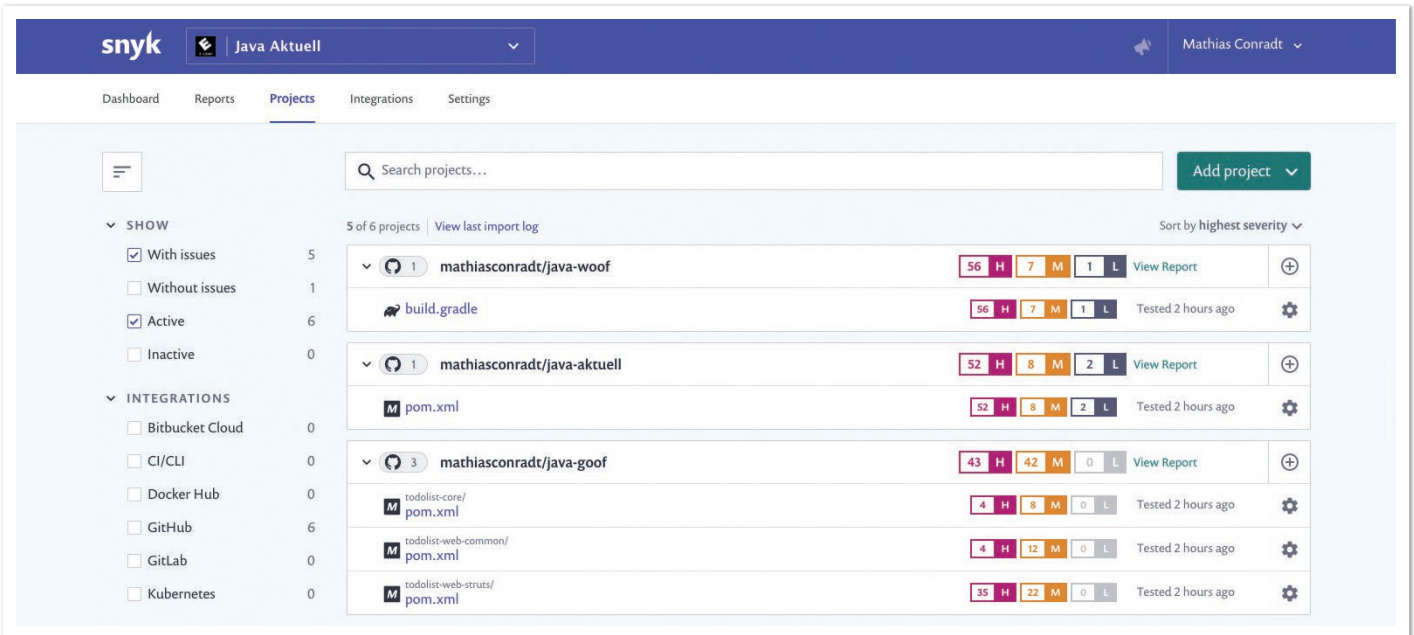 snyk Java Aktuell Mathias Conradt
Dashboard Reports Projects Integrations Settings
Search projects... Add project
SHOW
With issues 5
Without issues 1
Active 6
Inactive 0
INTEGRATIONS
Bitbucket Cloud 0
CI/CLI 0
Docker Hub 0
GitHub 6
GitLab 0
Kubernetes 0
5 of 6 projects View last import log Sort by highest severity
1 mathiasconradt/java-woof 56 H 7 M 1 L View Report
build.gradle 56 H 7 M 1 L Tested 2 hours ago
1 mathiasconradt/java-aktuell 52 H 8 M 2 L View Report
M pom.xml 52 H 8 M 2 L Tested 2 hours ago
3 mathiasconradt/java-goof 43 H 42 M 0 L View Report
todolist-core/
M pom.xml 4 H 8 M 0 L Tested 2 hours ago
todolist-web-common/
M pom.xml 4 H 12 M 0 L Tested 2 hours ago
todolist-web-struts/
M pom.xml 35 H 22 M 0 L Tested 2 hours ago